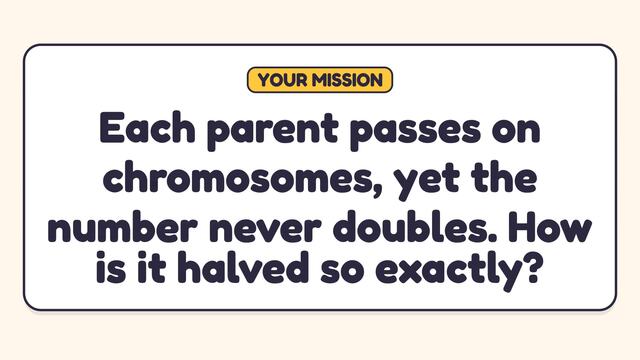 YOUR MISSION
Each parent passes on
chromosomes, yet the
number never doubles. How
is it halved so exactly?